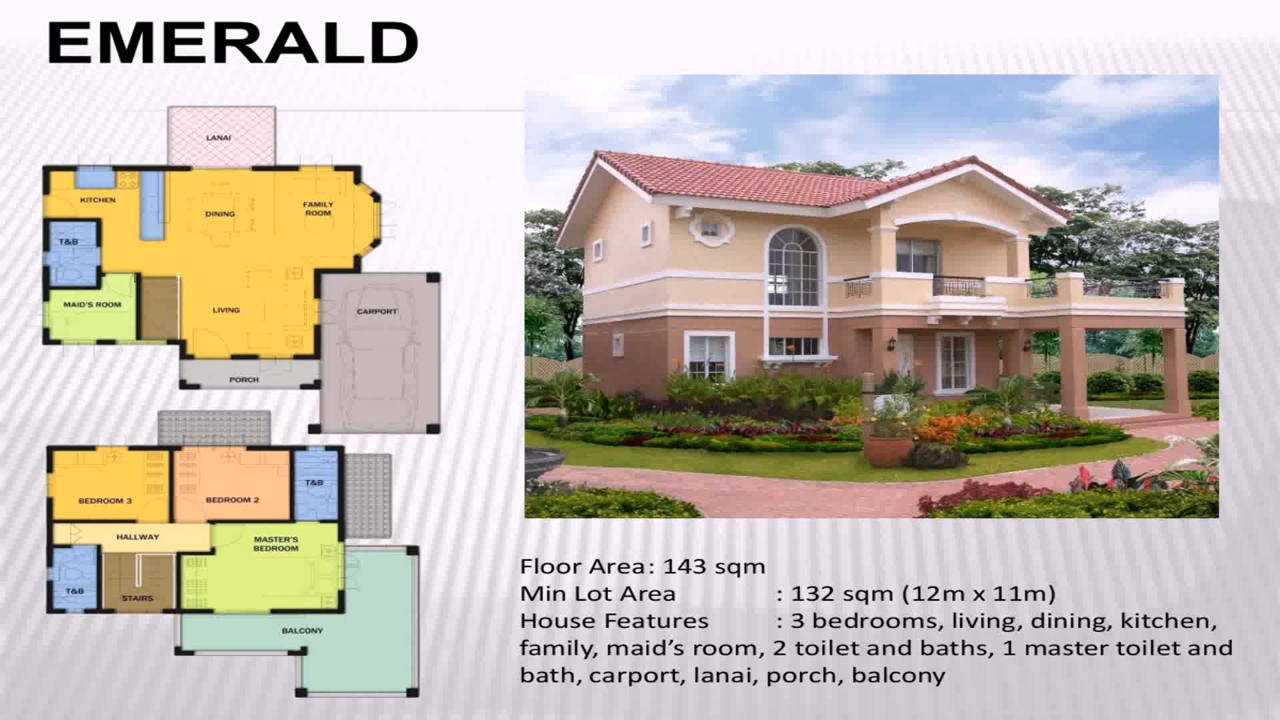 EMERALD
LANAI
KITCHEN
DINING
FAMILY
ROOM
T&B
MAID'S ROOM
LIVING
CARPORT
PORCH
BEDROOM 3
BEDROOM 2
T&B
HALLWAY
MASTER'S
BEDROOM
T&B
STAIRS
BALCONY
Floor Area: 143 sqm
Min Lot Area : 132 sqm (12m x 11m)
House Features : 3 bedrooms, living, dining, kitchen,
family, maid's room, 2 toilet and baths, 1 master toilet and
bath, carport, lanai, porch, balcony